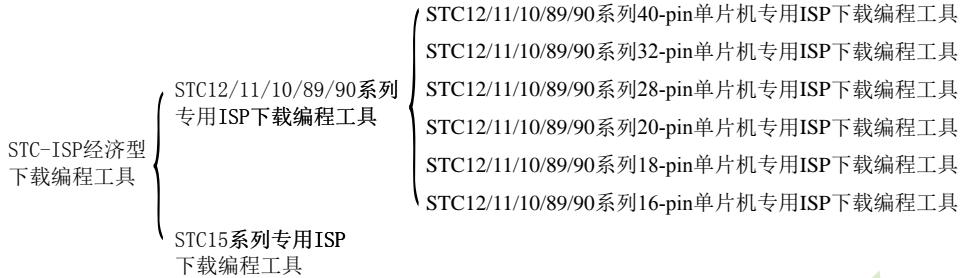 STC-ISP经济型
下载编程工具
STC12/11/10/89/90系列
专用ISP下载编程工具
STC12/11/10/89/90系列40-pin单片机专用ISP下载编程工具
STC12/11/10/89/90系列32-pin单片机专用ISP下载编程工具
STC12/11/10/89/90系列28-pin单片机专用ISP下载编程工具
STC12/11/10/89/90系列20-pin单片机专用ISP下载编程工具
STC12/11/10/89/90系列18-pin单片机专用ISP下载编程工具
STC12/11/10/89/90系列16-pin单片机专用ISP下载编程工具
STC15系列专用ISP
下载编程工具